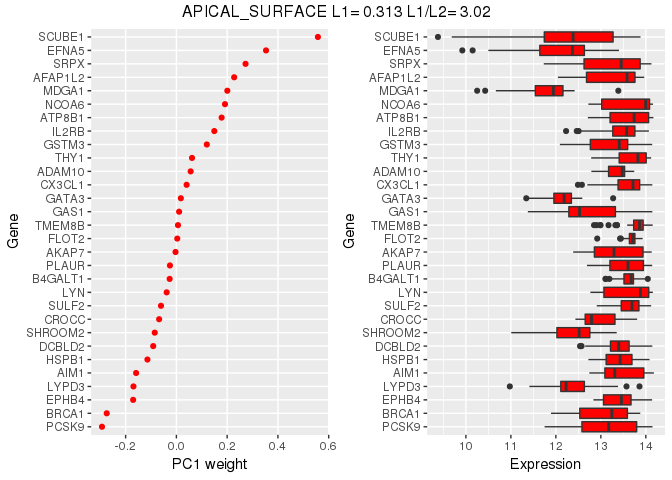 APICAL_SURFACE L1= 0.313 L1/L2= 3.02
Gene
SCUBE1
EFNA5
SRPX
AFAP1L2
MDGA1
NCOA6
ATP8B1
IL2RB
GSTM3
THY1
ADAM10
CX3CL1
GATA3
GAS1
TMEM8B
FLOT2
AKAP7
PLAUR
B4GALT1
LYN
SULF2
CROCC
SHROOM2
DCBLD2
HSPB1
AIM1
LYPD3
EPHB4
BRCA1
PCSK9
-0.2 0.0 0.2 0.4 0.6
PC1 weight
Gene
SCUBE1
EFNA5
SRPX
AFAP1L2
MDGA1
NCOA6
ATP8B1
IL2RB
GSTM3
THY1
ADAM10
CX3CL1
GATA3
GAS1
TMEM8B
FLOT2
AKAP7
PLAUR
B4GALT1
LYN
SULF2
CROCC
SHROOM2
DCBLD2
HSPB1
AIM1
LYPD3
EPHB4
BRCA1
PCSK9
10 11 12 13 14
Expression